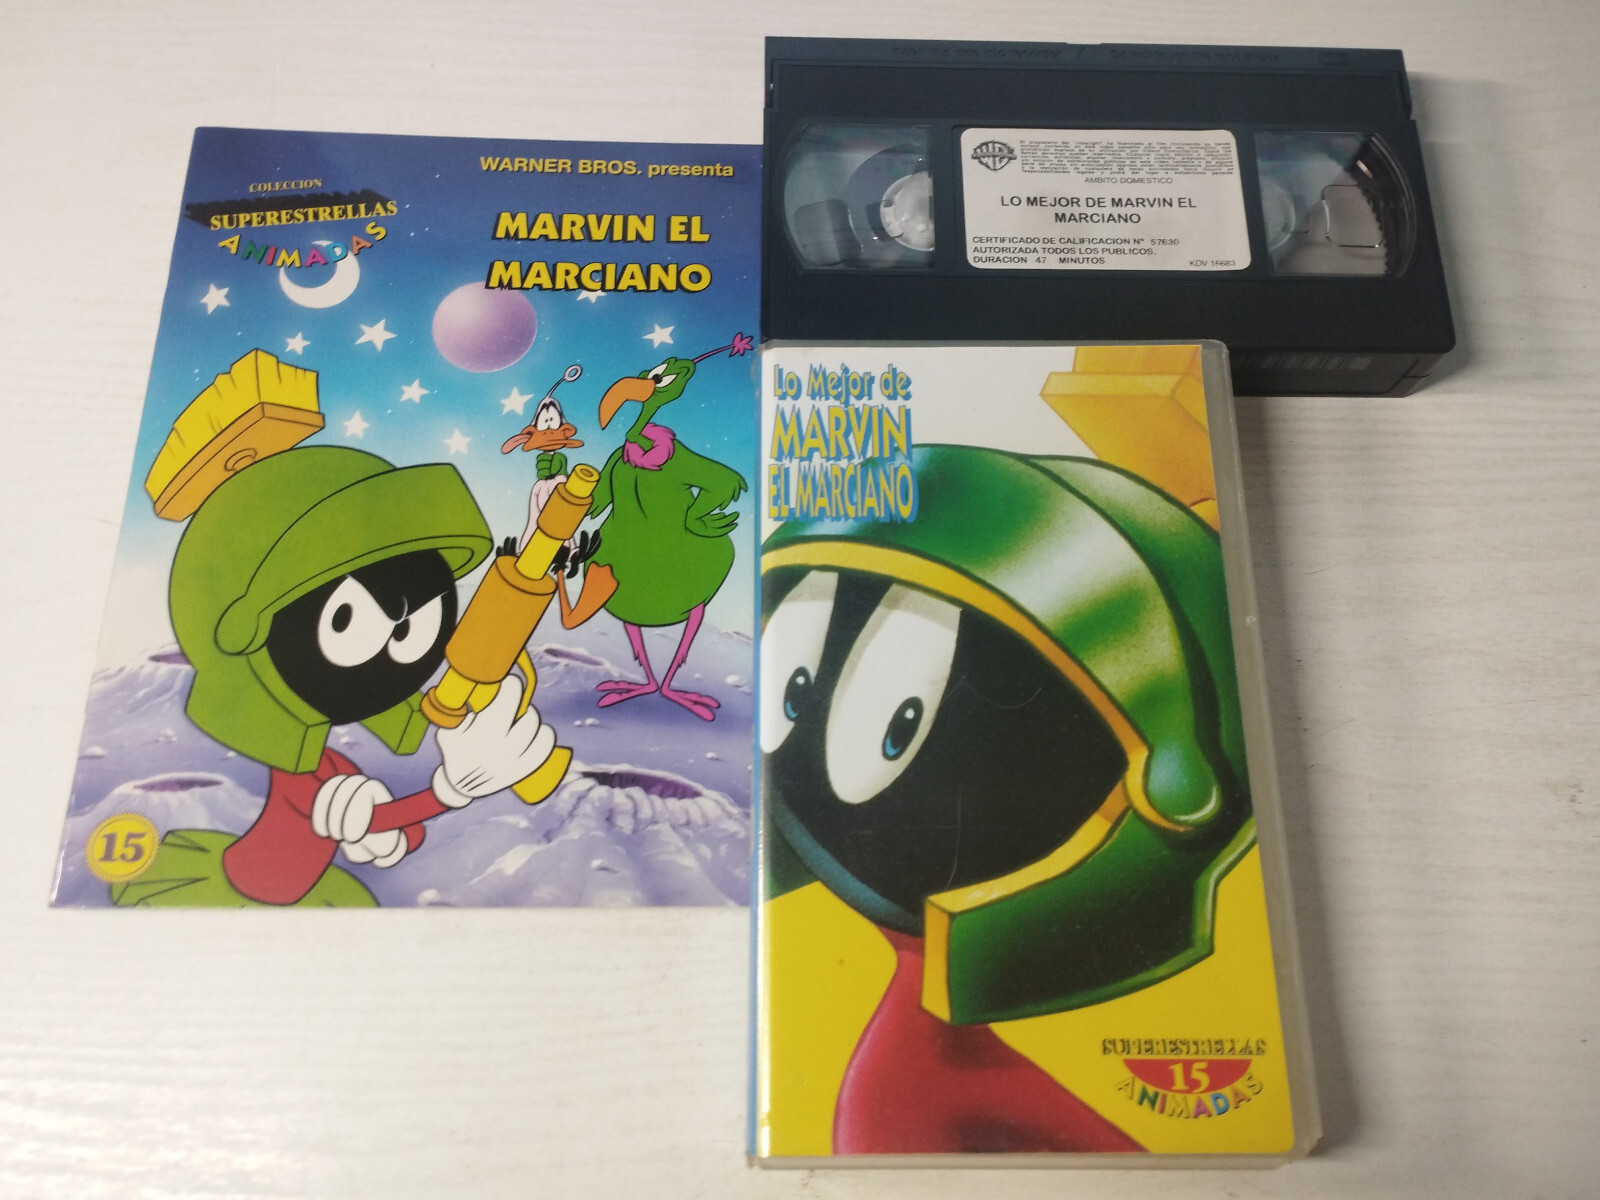 COLECCION
SUPERESTRELLAS
ANIMADAS
WARNER BROS. presenta
MARVIN EL
MARCIANO
15
AMBITO DOMESTICO
LO MEJOR DE MARVIN EL
MARCIANO
CERTIFICADO DE CALIFICACION N° 57630
AUTORIZADA TODOS LOS PUBLICOS.
DURACION 47 MINUTOS
KDV 16683
Lo Mejor de
MARVIN
EL MARCIANO
SUPERESTRELLAS
15
ANIMADAS